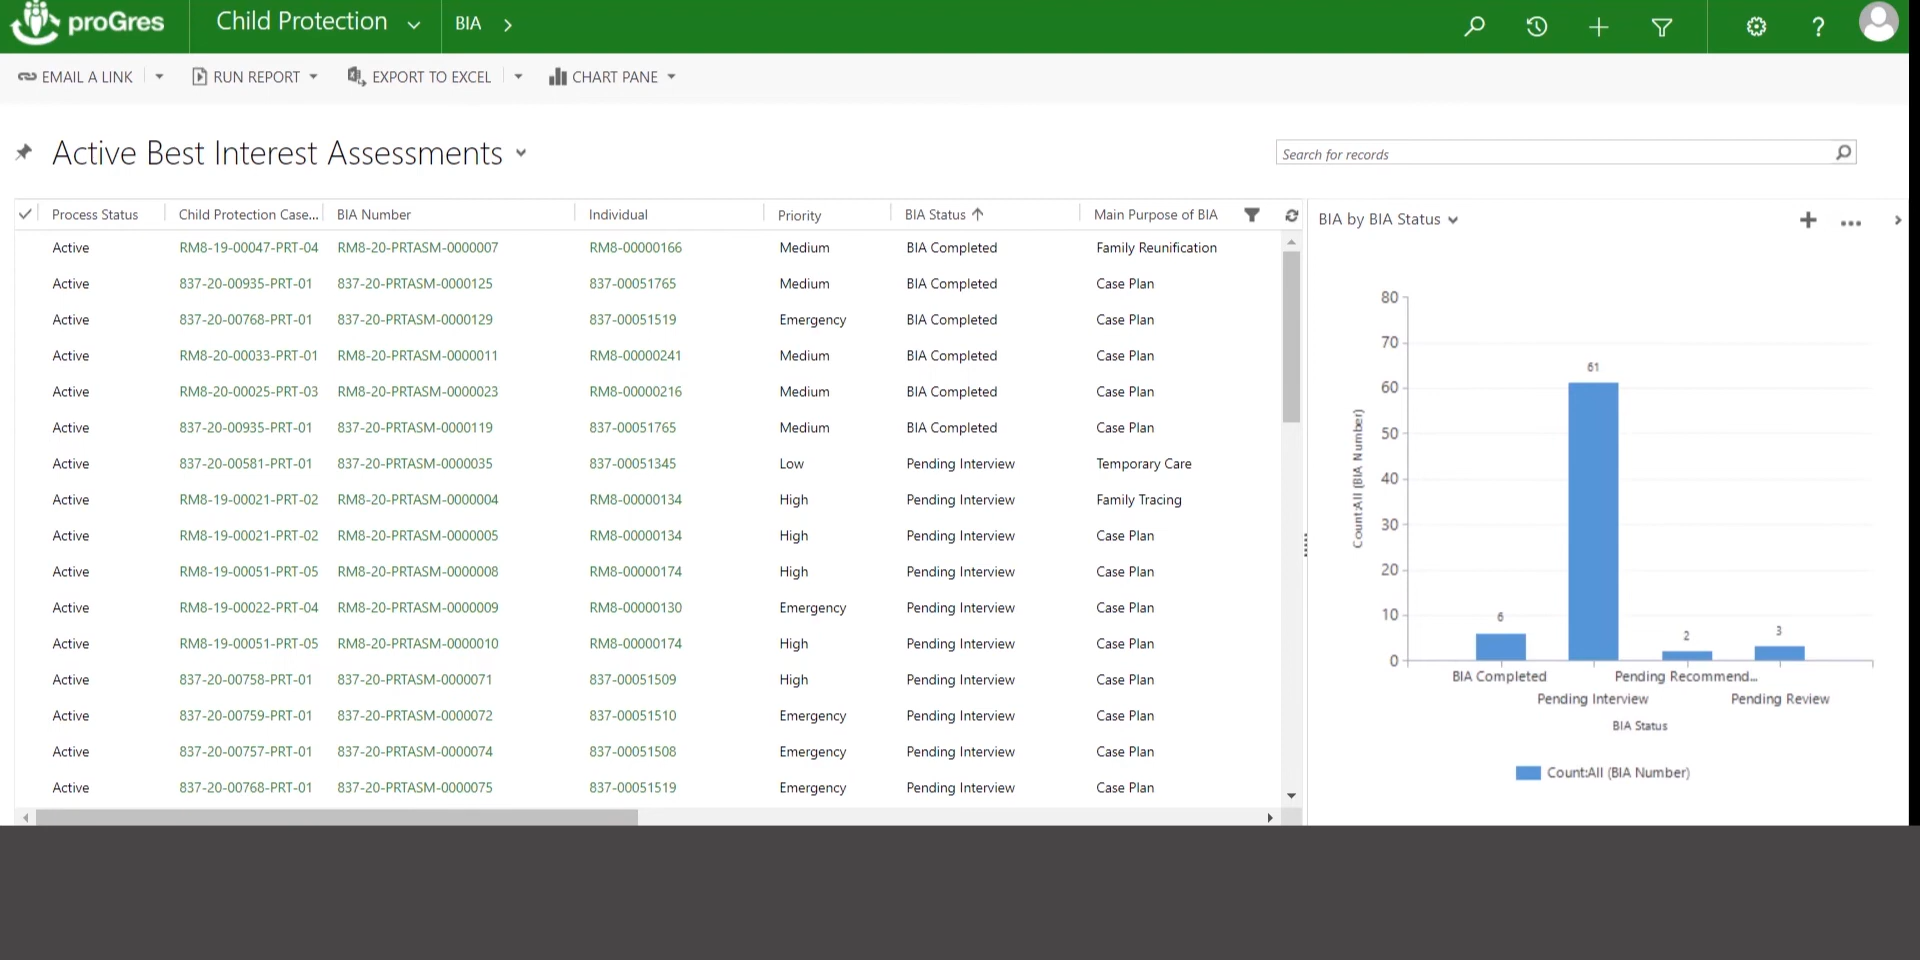 proGres Child Protection BIA
EMAIL A LINK RUN REPORT EXPORT TO EXCEL CHART PANE
Active Best Interest Assessments
Search for records
Process Status Child Protection Case... BIA Number Individual Priority BIA Status Main Purpose of BIA
Active RM8-19-00047-PRT-04 RM8-20-PRTASM-0000007 RM8-00000166 Medium BIA Completed Family Reunification
Active 837-20-00935-PRT-01 837-20-PRTASM-0000125 837-00051765 Medium BIA Completed Case Plan
Active 837-20-00768-PRT-01 837-20-PRTASM-0000129 837-00051519 Emergency BIA Completed Case Plan
Active RM8-20-00033-PRT-01 RM8-20-PRTASM-0000011 RM8-00000241 Medium BIA Completed Case Plan
Active RM8-20-00025-PRT-03 RM8-20-PRTASM-0000023 RM8-00000216 Medium BIA Completed Case Plan
Active 837-20-00935-PRT-01 837-20-PRTASM-0000119 837-00051765 Medium BIA Completed Case Plan
Active 837-20-00581-PRT-01 837-20-PRTASM-0000035 837-00051345 Low Pending Interview Temporary Care
Active RM8-19-00021-PRT-02 RM8-20-PRTASM-0000004 RM8-00000134 High Pending Interview Family Tracing
Active RM8-19-00021-PRT-02 RM8-20-PRTASM-0000005 RM8-00000134 High Pending Interview Case Plan
Active RM8-19-00051-PRT-05 RM8-20-PRTASM-0000008 RM8-00000174 High Pending Interview Case Plan
Active RM8-19-00022-PRT-04 RM8-20-PRTASM-0000009 RM8-00000130 Emergency Pending Interview Case Plan
Active RM8-19-00051-PRT-05 RM8-20-PRTASM-0000010 RM8-00000174 High Pending Interview Case Plan
Active 837-20-00758-PRT-01 837-20-PRTASM-0000071 837-00051509 High Pending Interview Case Plan
Active 837-20-00759-PRT-01 837-20-PRTASM-0000072 837-00051510 Emergency Pending Interview Case Plan
Active 837-20-00757-PRT-01 837-20-PRTASM-0000074 837-00051508 Emergency Pending Interview Case Plan
Active 837-20-00768-PRT-01 837-20-PRTASM-0000075 837-00051519 Emergency Pending Interview Case Plan
BIA by BIA Status
Count:All (BIA Number)
80
70
60
50
40
30
20
10
0
6 61 2 3
BIA Completed Pending Recommend...
Pending Interview Pending Review
BIA Status
Count:All (BIA Number)